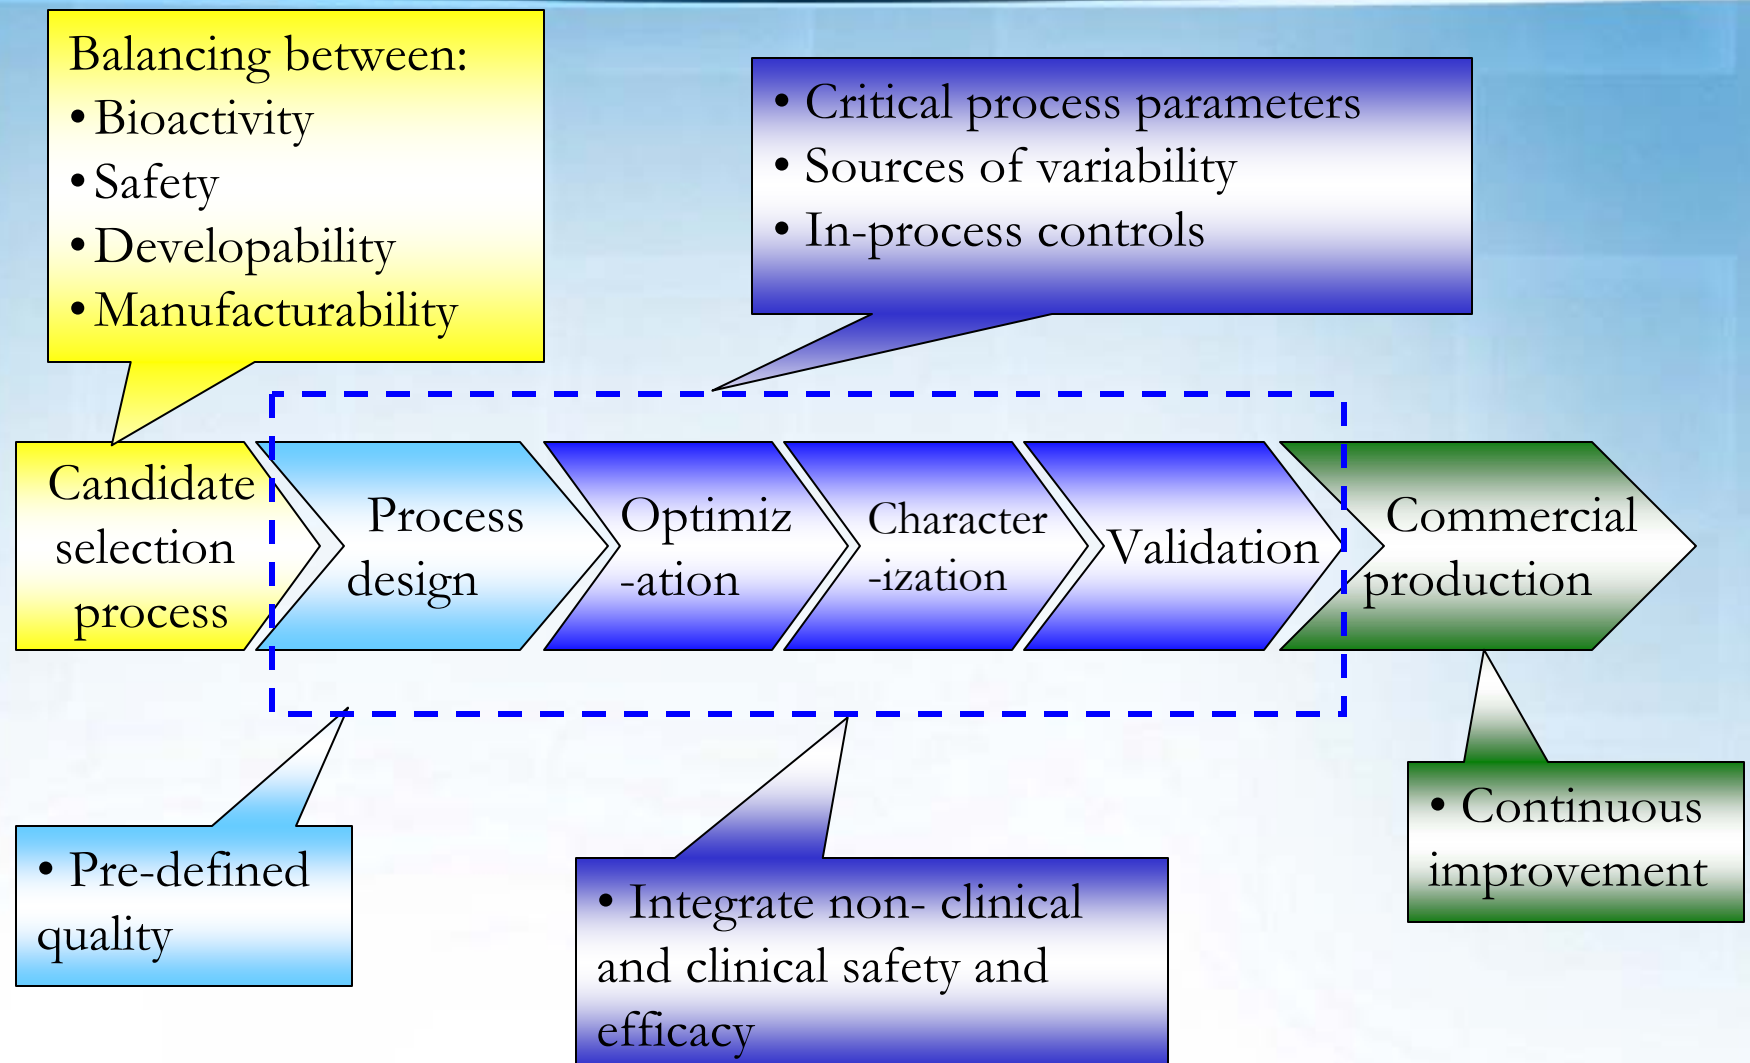 Balancing between:
• Bioactivity
• Safety
• Developability
• Manufacturability
• Critical process parameters
• Sources of variability
• In-process controls
Candidate
selection
process
Process
design
Optimiz
-ation
Character
-ization
Validation
Commercial
production
• Pre-defined
quality
• Integrate non- clinical
and clinical safety and
efficacy
• Continuous
improvement